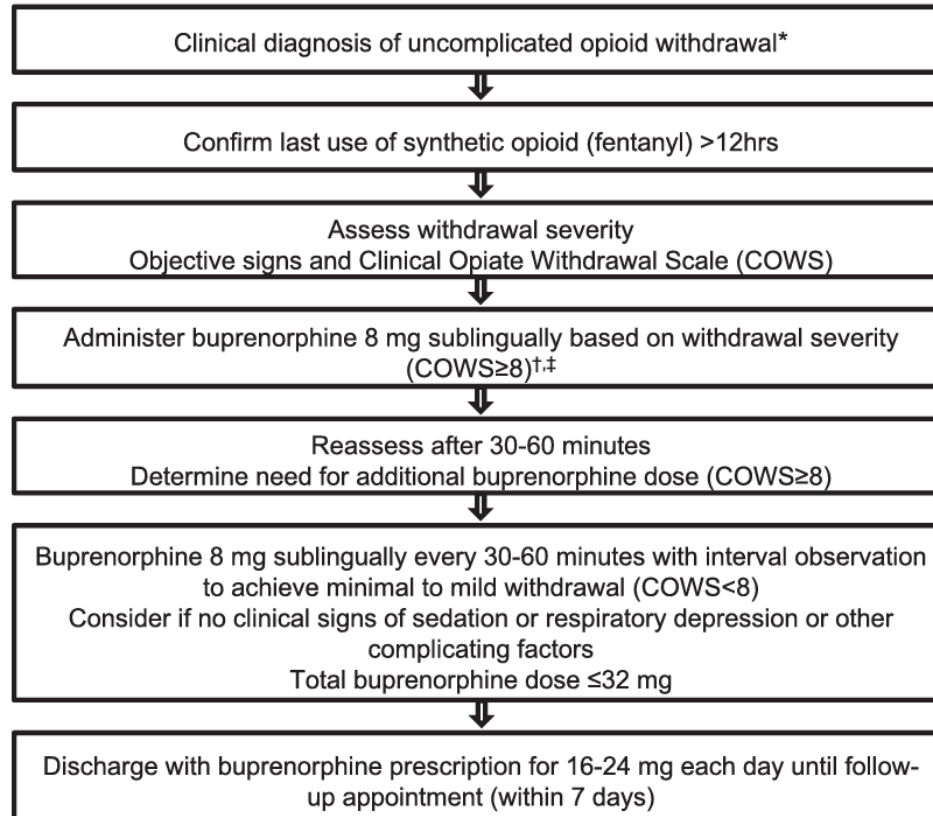 Clinical diagnosis of uncomplicated opioid withdrawal*
Confirm last use of synthetic opioid (fentanyl) >12hrs
Assess withdrawal severity
Objective signs and Clinical Opiate Withdrawal Scale (COWS)
Administer buprenorphine 8 mg sublingually based on withdrawal severity
(COWS≥8)†,‡
Reassess after 30-60 minutes
Determine need for additional buprenorphine dose (COWS≥8)
Buprenorphine 8 mg sublingually every 30-60 minutes with interval observation
to achieve minimal to mild withdrawal (COWS<8)
Consider if no clinical signs of sedation or respiratory depression or other
complicating factors
Total buprenorphine dose ≤32 mg
Discharge with buprenorphine prescription for 16-24 mg each day until follow-
up appointment (within 7 days)